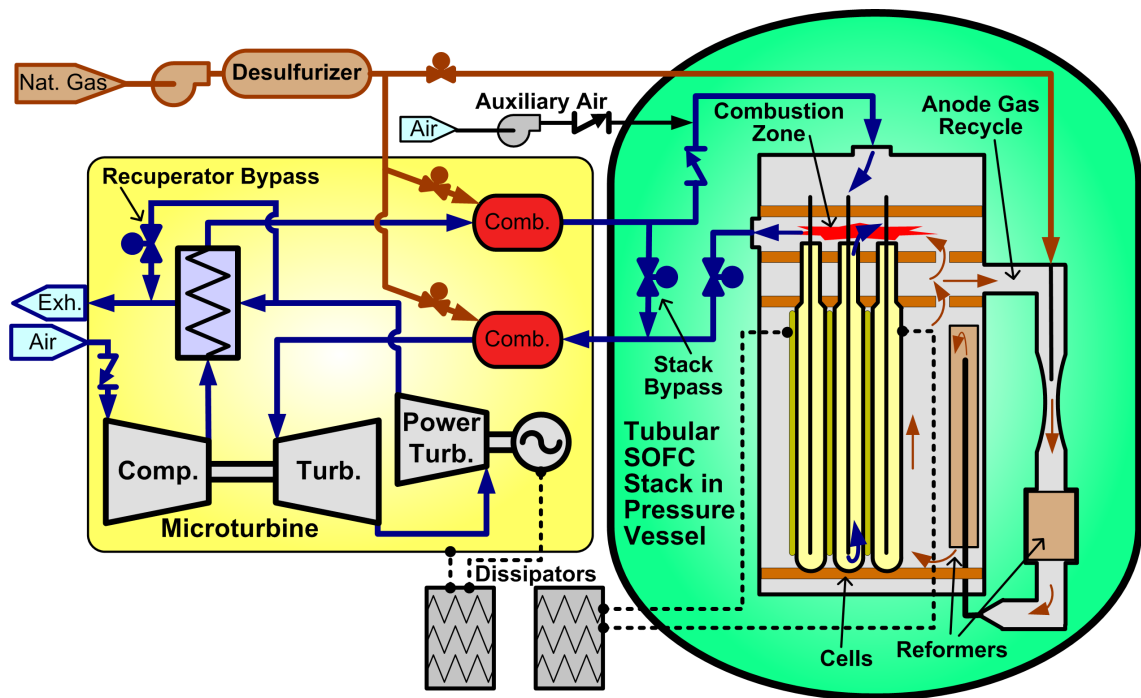 Nat. Gas
Desulfurizer
Auxiliary Air
Air
Combustion
Zone
Anode Gas
Recycle
Recuperator Bypass
Comb.
Exh.
Air
Comb.
Stack
Bypass
Comp.
Turb.
Power
Turb.
Microturbine
Tubular
SOFC
Stack in
Pressure
Vessel
Dissipators
Cells
Reformers